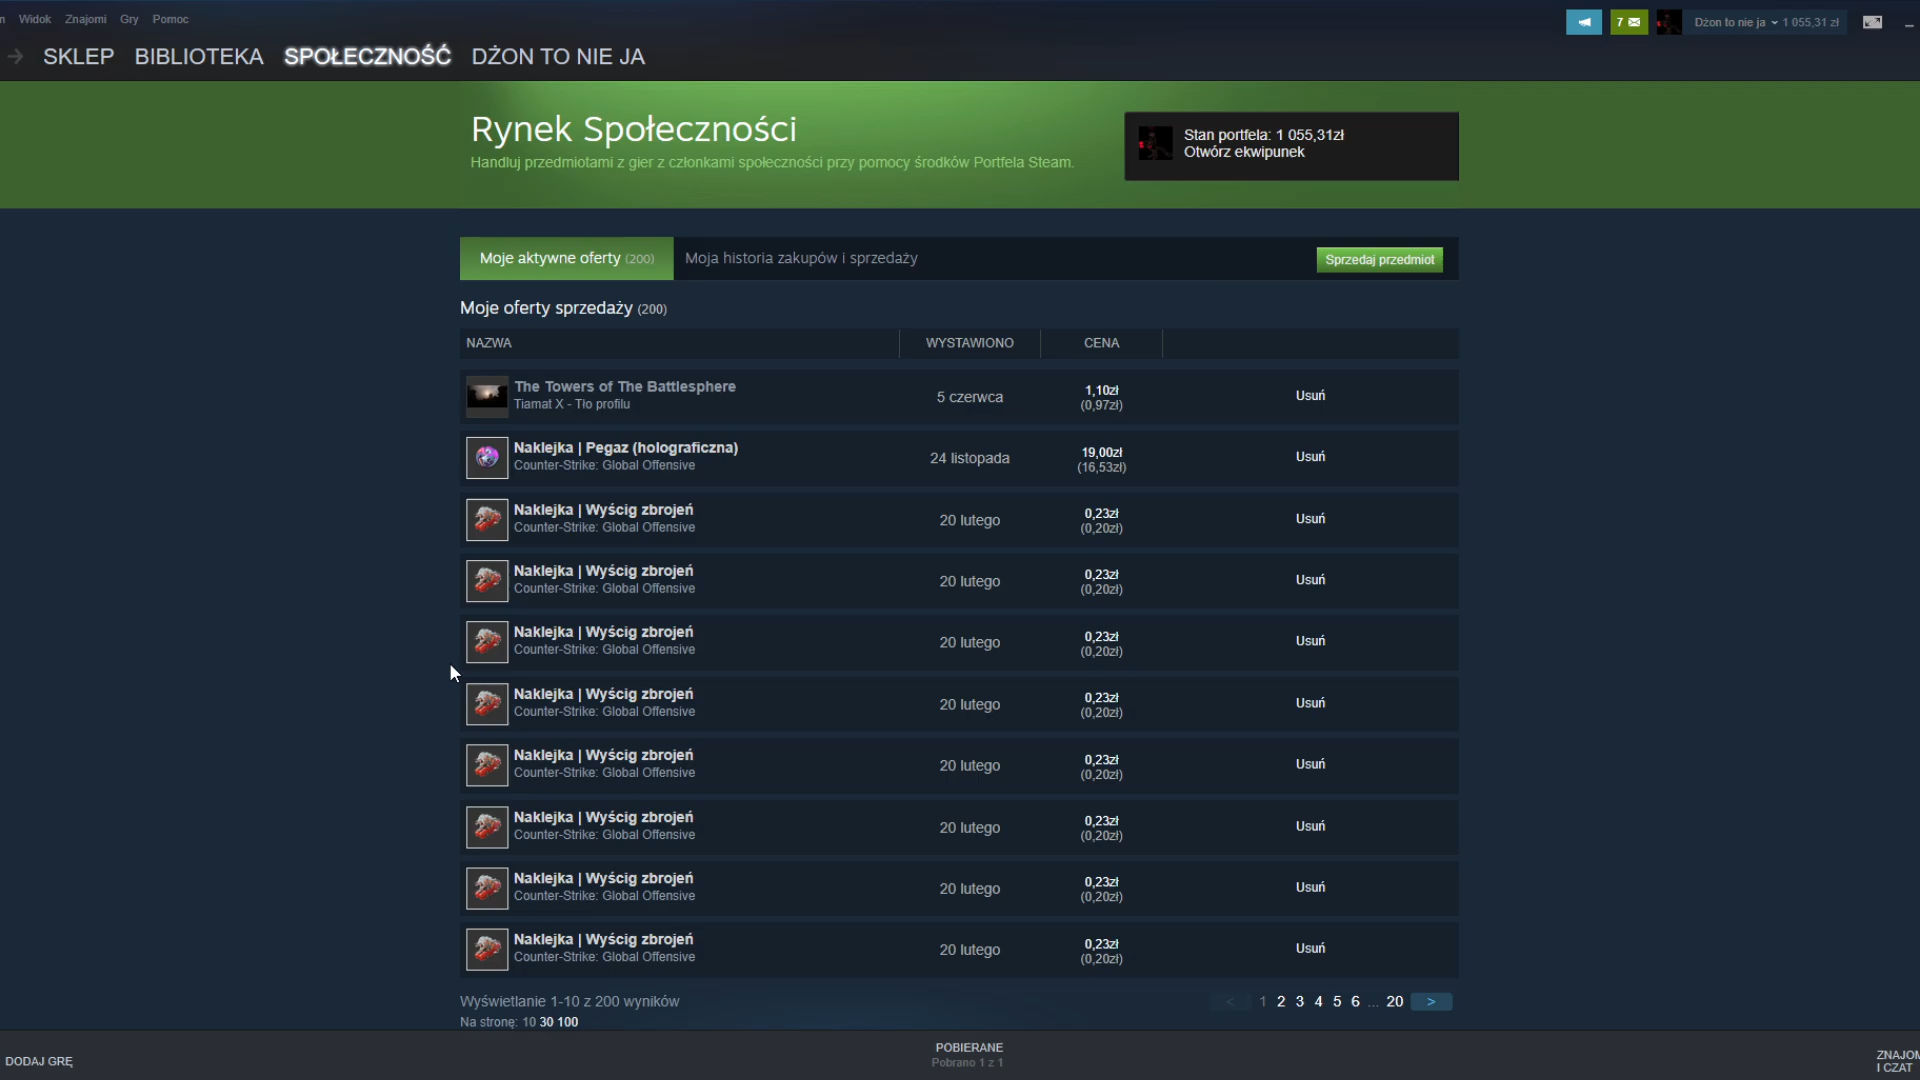 Widok Znajomi Gry Pomoc
7
Dżon to nie ja 1 055,31 zł
SKLEP BIBLIOTEKA SPOŁECZNOŚĆ DŻON TO NIE JA
Rynek Społeczności
Handluj przedmiotami z gier z członkami społeczności przy pomocy środków Portfela Steam.
Stan portfela: 1 055,31zł
Otwórz ekwipunek
Moje aktywne oferty (200) Moja historia zakupów i sprzedaży Sprzedaj przedmiot
Moje oferty sprzedaży (200)
NAZWA WYSTAWIONO CENA
The Towers of The Battlesphere
Tiamat X - Tło profilu
5 czerwca
1,10zł
(0,97zł)
Usuń
Naklejka | Pegaz (holograficzna)
Counter-Strike: Global Offensive
24 listopada
19,00zł
(16,53zł)
Usuń
Naklejka | Wyścig zbrojeń
Counter-Strike: Global Offensive
20 lutego
0,23zł
(0,20zł)
Usuń
Naklejka | Wyścig zbrojeń
Counter-Strike: Global Offensive
20 lutego
0,23zł
(0,20zł)
Usuń
Naklejka | Wyścig zbrojeń
Counter-Strike: Global Offensive
20 lutego
0,23zł
(0,20zł)
Usuń
Naklejka | Wyścig zbrojeń
Counter-Strike: Global Offensive
20 lutego
0,23zł
(0,20zł)
Usuń
Naklejka | Wyścig zbrojeń
Counter-Strike: Global Offensive
20 lutego
0,23zł
(0,20zł)
Usuń
Naklejka | Wyścig zbrojeń
Counter-Strike: Global Offensive
20 lutego
0,23zł
(0,20zł)
Usuń
Naklejka | Wyścig zbrojeń
Counter-Strike: Global Offensive
20 lutego
0,23zł
(0,20zł)
Usuń
Naklejka | Wyścig zbrojeń
Counter-Strike: Global Offensive
20 lutego
0,23zł
(0,20zł)
Usuń
Wyświetlanie 1-10 z 200 wyników
< 1 2 3 4 5 6 ... 20 >
Na stronę: 10 30 100
DODAJ GRĘ
POBIERANE
Pobrano 1 z 1
ZNAJOM
I CZAT